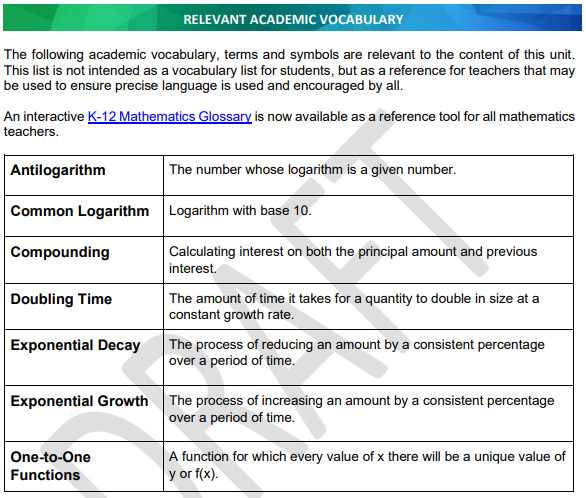 RELEVANT ACADEMIC VOCABULARY
The following academic vocabulary, terms and symbols are relevant to the content of this unit.
This list is not intended as a vocabulary list for students, but as a reference for teachers that may
be used to ensure precise language is used and encouraged by all.
An interactive K-12 Mathematics Glossary is now available as a reference tool for all mathematics
teachers.
Antilogarithm
The number whose logarithm is a given number.
Common Logarithm
Logarithm with base 10.
Compounding
Calculating interest on both the principal amount and previous
interest.
Doubling Time
The amount of time it takes for a quantity to double in size at a
constant growth rate.
Exponential Decay
The process of reducing an amount by a consistent percentage
over a period of time.
Exponential Growth
The process of increasing an amount by a consistent percentage
over a period of time.
One-to-One
Functions
A function for which every value of x there will be a unique value of
y or f(x).
DRAFT